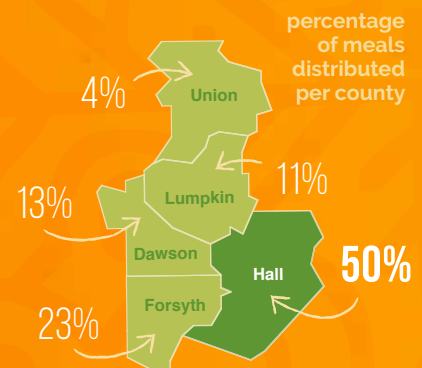 percentage
of meals
distributed
per county
4%
Union
11%
Lumpkin
13%
Dawson
Hall
50%
Forsyth
23%